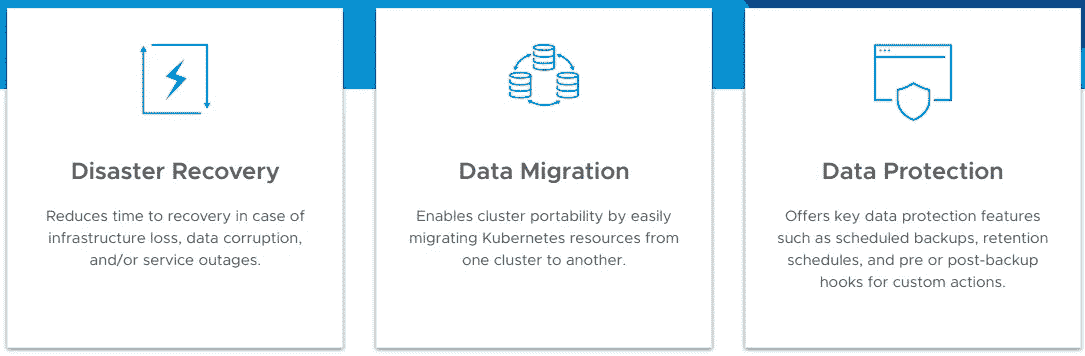 Disaster Recovery
Reduces time to recovery in case of
infrastructure loss, data corruption,
and/or service outages.
Data Migration
Enables cluster portability by easily
migrating Kubernetes resources from
one cluster to another.
Data Protection
Offers key data protection features
such as scheduled backups, retention
schedules, and pre or post-backup
hooks for custom actions.